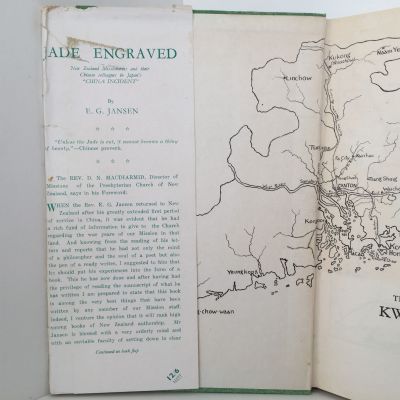 JADE ENGRAVED
New Zealand Missionaries and their
Chinese colleagues in Japan's
"CHINA INCIDENT"
By
E. G. JANSEN
"Unless the Jade is cut, it cannot become a thing
of beauty."—Chinese proverb.
The REV. D. N. MACDIARMID, Director of
Missions of the Presbyterian Church of New
Zealand, says in his Foreword:
WHEN the Rev. E. G. Jansen returned to New
Zealand after his greatly extended first period
of service in China, it was evident that he had
a rich fund of information to give to the Church
regarding the war years of our Mission in that
land. And knowing from the reading of his let-
ters and reports that he had not only the mind
of a philosopher and the soul of a poet but also
the pen of a ready writer, I suggested to him that
he should put his experiences into the form of a
book. This he has now done and after having had
the privilege of reading the manuscript of what he
has written I am prepared to state that this book
is among the very best things that have been
written by any member of our Mission staff.
Indeed, I venture the opinion that it will rank high
among books of New Zealand authorship. Mr
Jansen is blessed with a very orderly mind and
with an enviable faculty of setting down in clear
Continued on back flap
12/6
NET
Linchow
Kukong
CANTON
Yeungkong
-chow-waan
KW